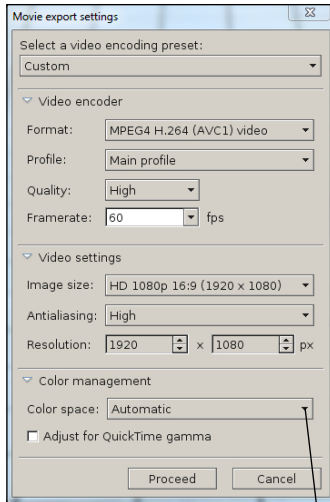 Movie export settings
Select a video encoding preset:
Custom
Video encoder
Format: MPEG4 H.264 (AVC1) video
Profile: Main profile
Quality: High
Framerate: 60 fps
Video settings
Image size: HD 1080p 16:9 (1920 x 1080)
Antialiasing: High
Resolution: 1920 x 1080 px
Color management
Color space: Automatic
Adjust for QuickTime gamma
Proceed Cancel